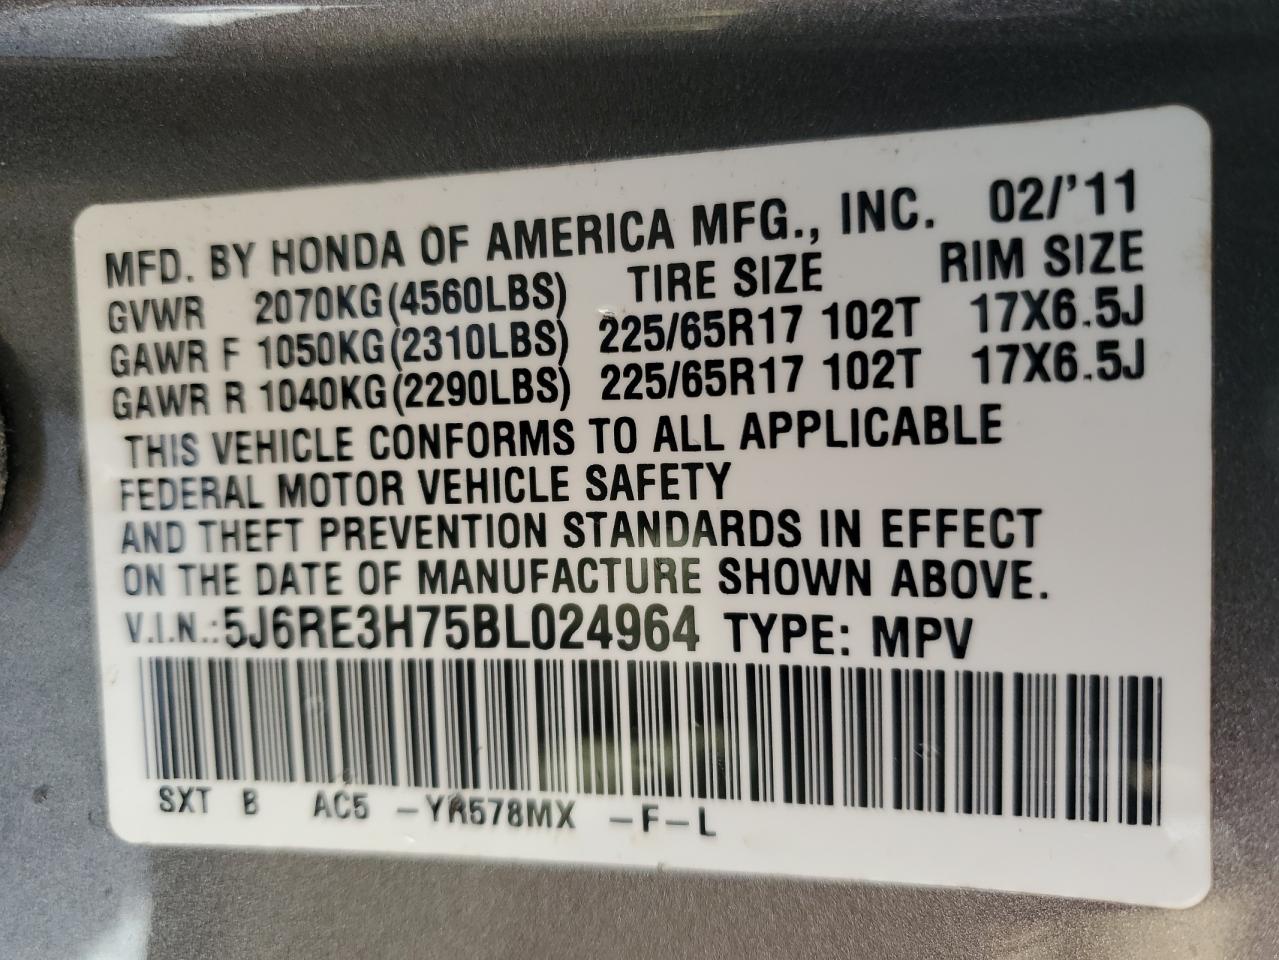 MFD. BY HONDA OF AMERICA MFG., INC. 02/'11
GVWR 2070KG(4560LBS) TIRE SIZE RIM SIZE
GAWR F 1050KG(2310LBS) 225/65R17 102T 17X6.5J
GAWR R 1040KG(2290LBS) 225/65R17 102T 17X6.5J
THIS VEHICLE CONFORMS TO ALL APPLICABLE
FEDERAL MOTOR VEHICLE SAFETY
AND THEFT PREVENTION STANDARDS IN EFFECT
ON THE DATE OF MANUFACTURE SHOWN ABOVE.
V.I.N.:5J6RE3H75BL024964 TYPE: MPV
SXT B AC5 -YR578MX -F-L